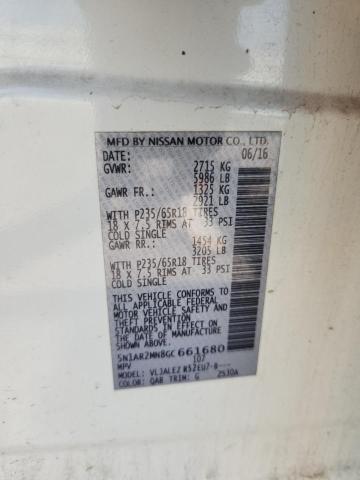 MFD BY NISSAN MOTOR CO., LTD.
DATE: 06/16
GVWR: 2715 KG
5986 LB
GAWR FR: 1325 KG
2921 LB
WITH P235/65R18 TIRES
18 X 7.5 RIMS AT 33 PSI
COLD SINGLE
GAWR RR: 1454 KG
3205 LB
WITH P235/65R18 TIRES
18 X 7.5 RIMS AT 33 PSI
COLD SINGLE
THIS VEHICLE CONFORMS TO
ALL APPLICABLE FEDERAL
MOTOR VEHICLE SAFETY AND
THEFT PREVENTION
STANDARDS IN EFFECT ON
THE DATE OF MANUFACTURE
SHOWN ABOVE.
5N1AR2MN8GC661680
MPV 107
MODEL:
COLOR: QAB TRIM: G 2530A